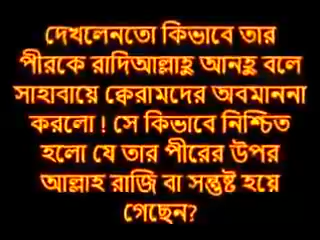 দেখলেনতো কিভাবে তার
পীরকে রাদিআল্লাহু আনহু বলে
সাহাবায়ে ক্বেরামদের অবমাননা
করলো ! সে কিভাবে নিশ্চিত
হলো যে তার পীরের উপর
আল্লাহ রাজি বা সন্তুষ্ট হয়ে
গেছেন?